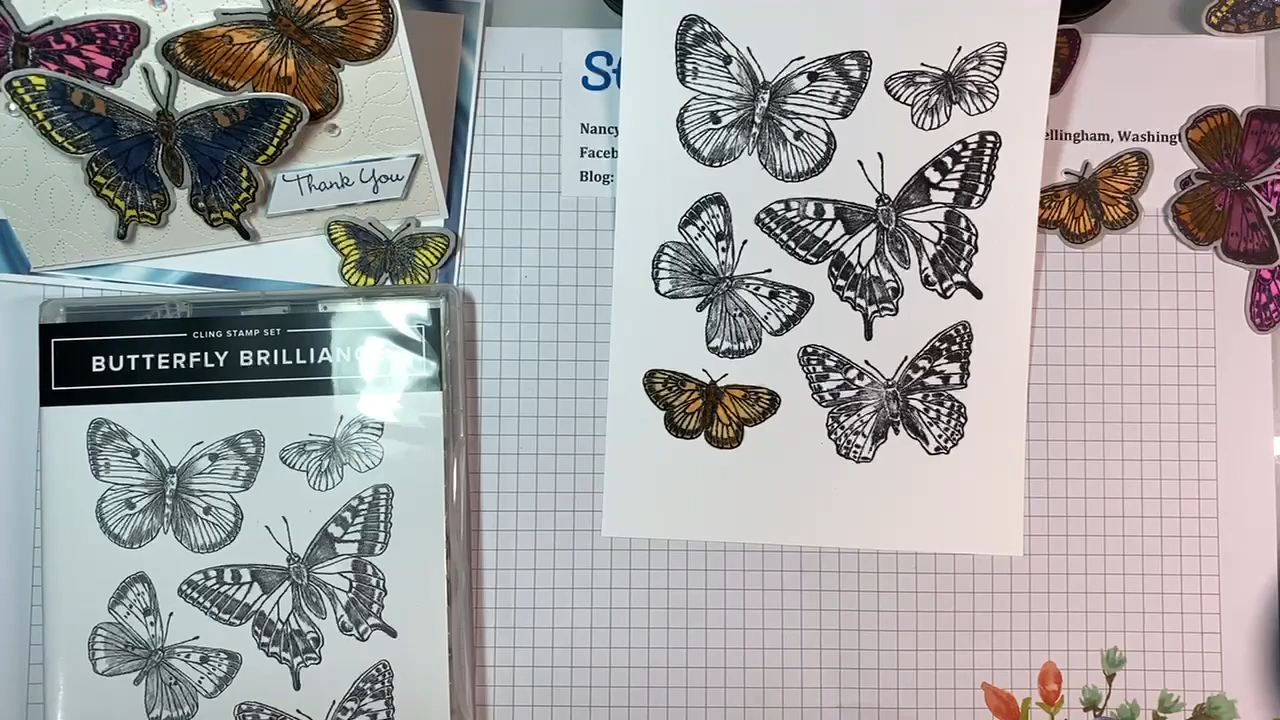 Thank You
CLING STAMP SET
BUTTERFLY BRILLIANC
St
Nancy
Faceb
Blog:
ellingham, Washingt